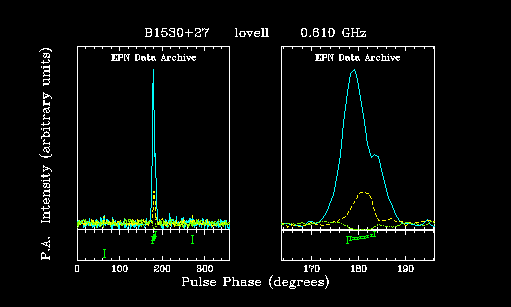 B1530+27 lovell 0.610 GHz
EPN Data Archive EPN Data Archive
P.A. Intensity (arbitrary units)
0 100 200 300 170 180 190
Pulse Phase (degrees)